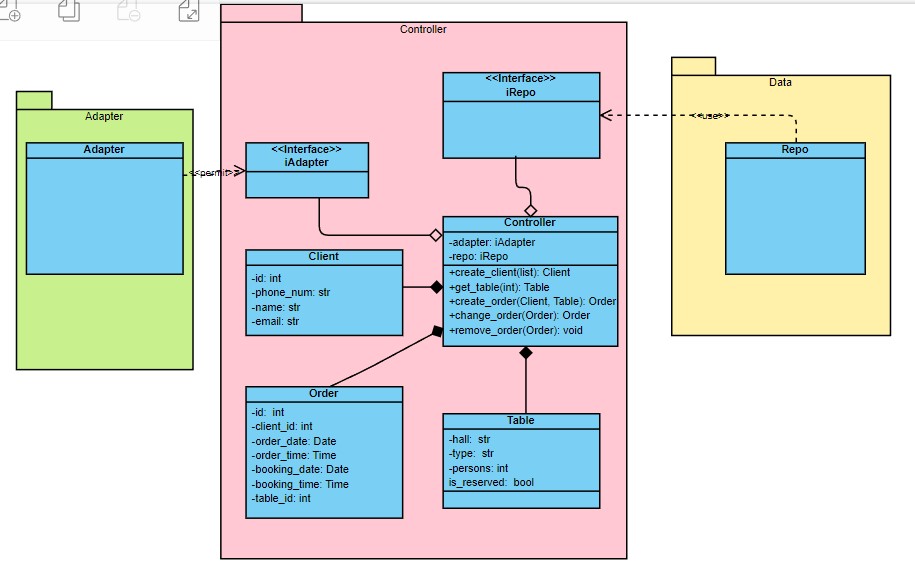 Controller
Adapter
Adapter
<<permit>>
<<Interface>>
iAdapter
<<Interface>>
iRepo
Data
<<use>>
Repo
Controller
-adapter: iAdapter
-repo: iRepo
+create_client(list): Client
+get_table(int): Table
+create_order(Client, Table): Order
+change_order(Order): Order
+remove_order(Order): void
Client
-id: int
-phone_num: str
-name: str
-email: str
Order
-id:  int
-client_id: int
-order_date: Date
-order_time: Time
-booking_date: Date
-booking_time: Time
-table_id: int
Table
-hall:  str
-type:  str
-persons: int
is_reserved:  bool